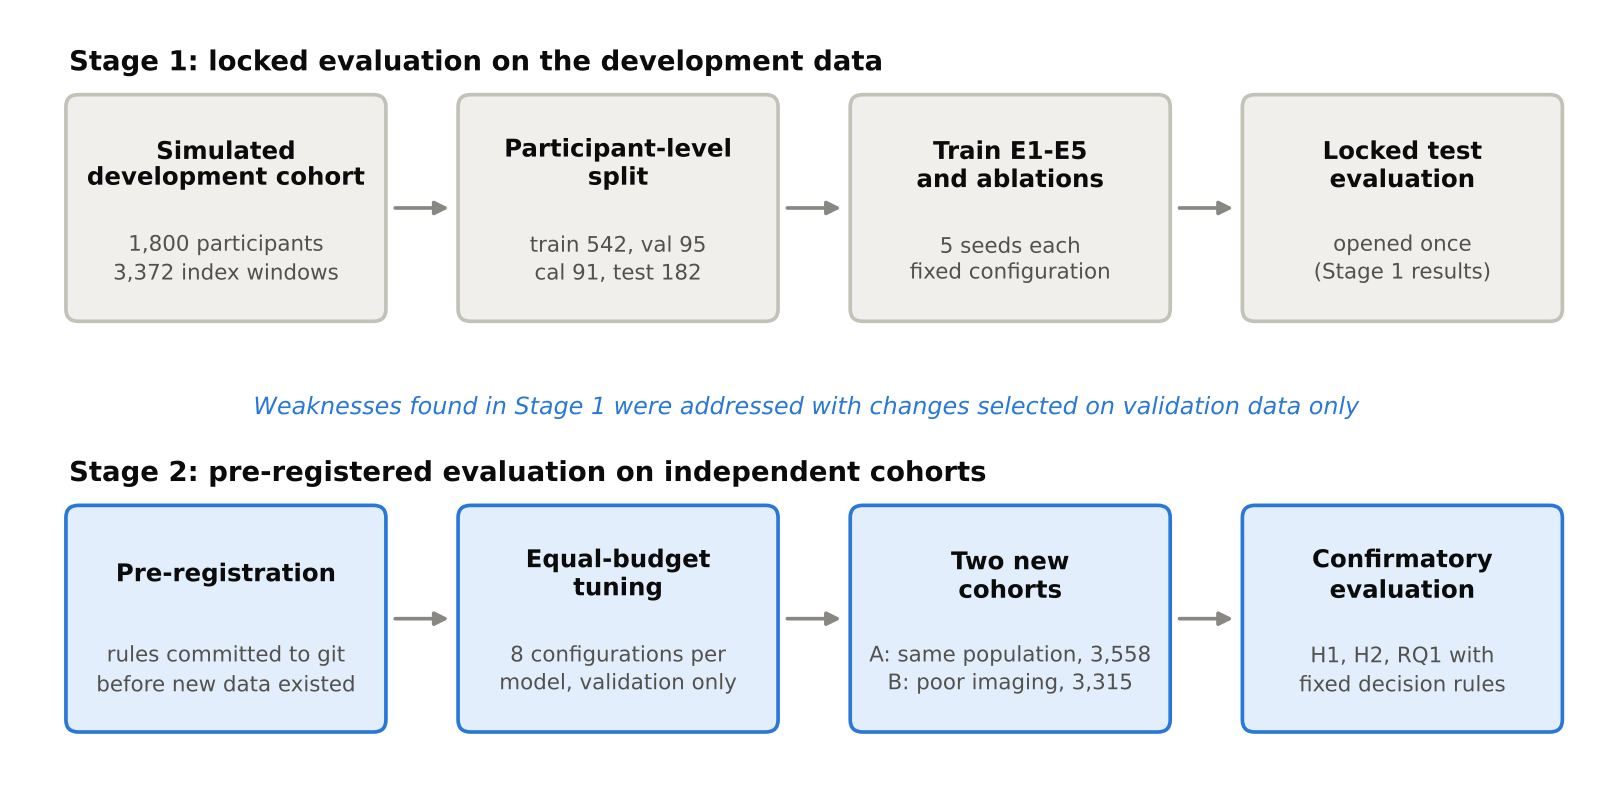 Stage 1: locked evaluation on the development data
Simulated
development cohort
1,800 participants
3,372 index windows
Participant-level
split
train 542, val 95
cal 91, test 182
Train E1-E5
and ablations
5 seeds each
fixed configuration
Locked test
evaluation
opened once
(Stage 1 results)
Weaknesses found in Stage 1 were addressed with changes selected on validation data only
Stage 2: pre-registered evaluation on independent cohorts
Pre-registration
rules committed to git
before new data existed
Equal-budget
tuning
8 configurations per
model, validation only
Two new
cohorts
A: same population, 3,558
B: poor imaging, 3,315
Confirmatory
evaluation
H1, H2, RQ1 with
fixed decision rules